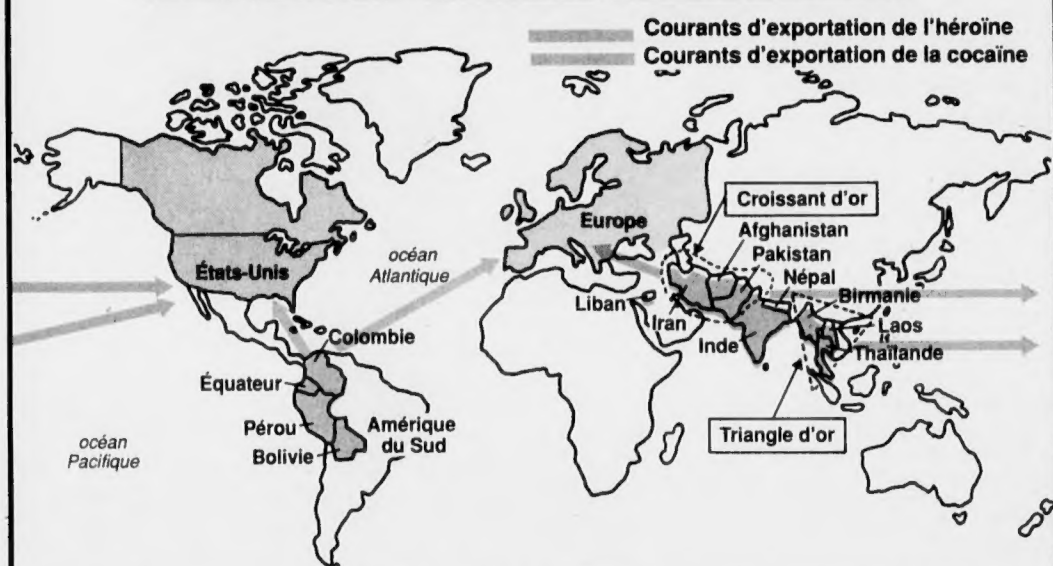 Courants d'exportation de l'héroïne
Courants d'exportation de la cocaïne
Croissant d'or
Europe
Afghanistan
océan
Atlantique
Pakistan
États-Unis
Népal
Liban
Birmanie
Iran
Laos
Colombie
Inde
Thaïlande
Équateur
Pérou
Amérique
du Sud
Triangle d'or
océan
Pacifique
Bolivie